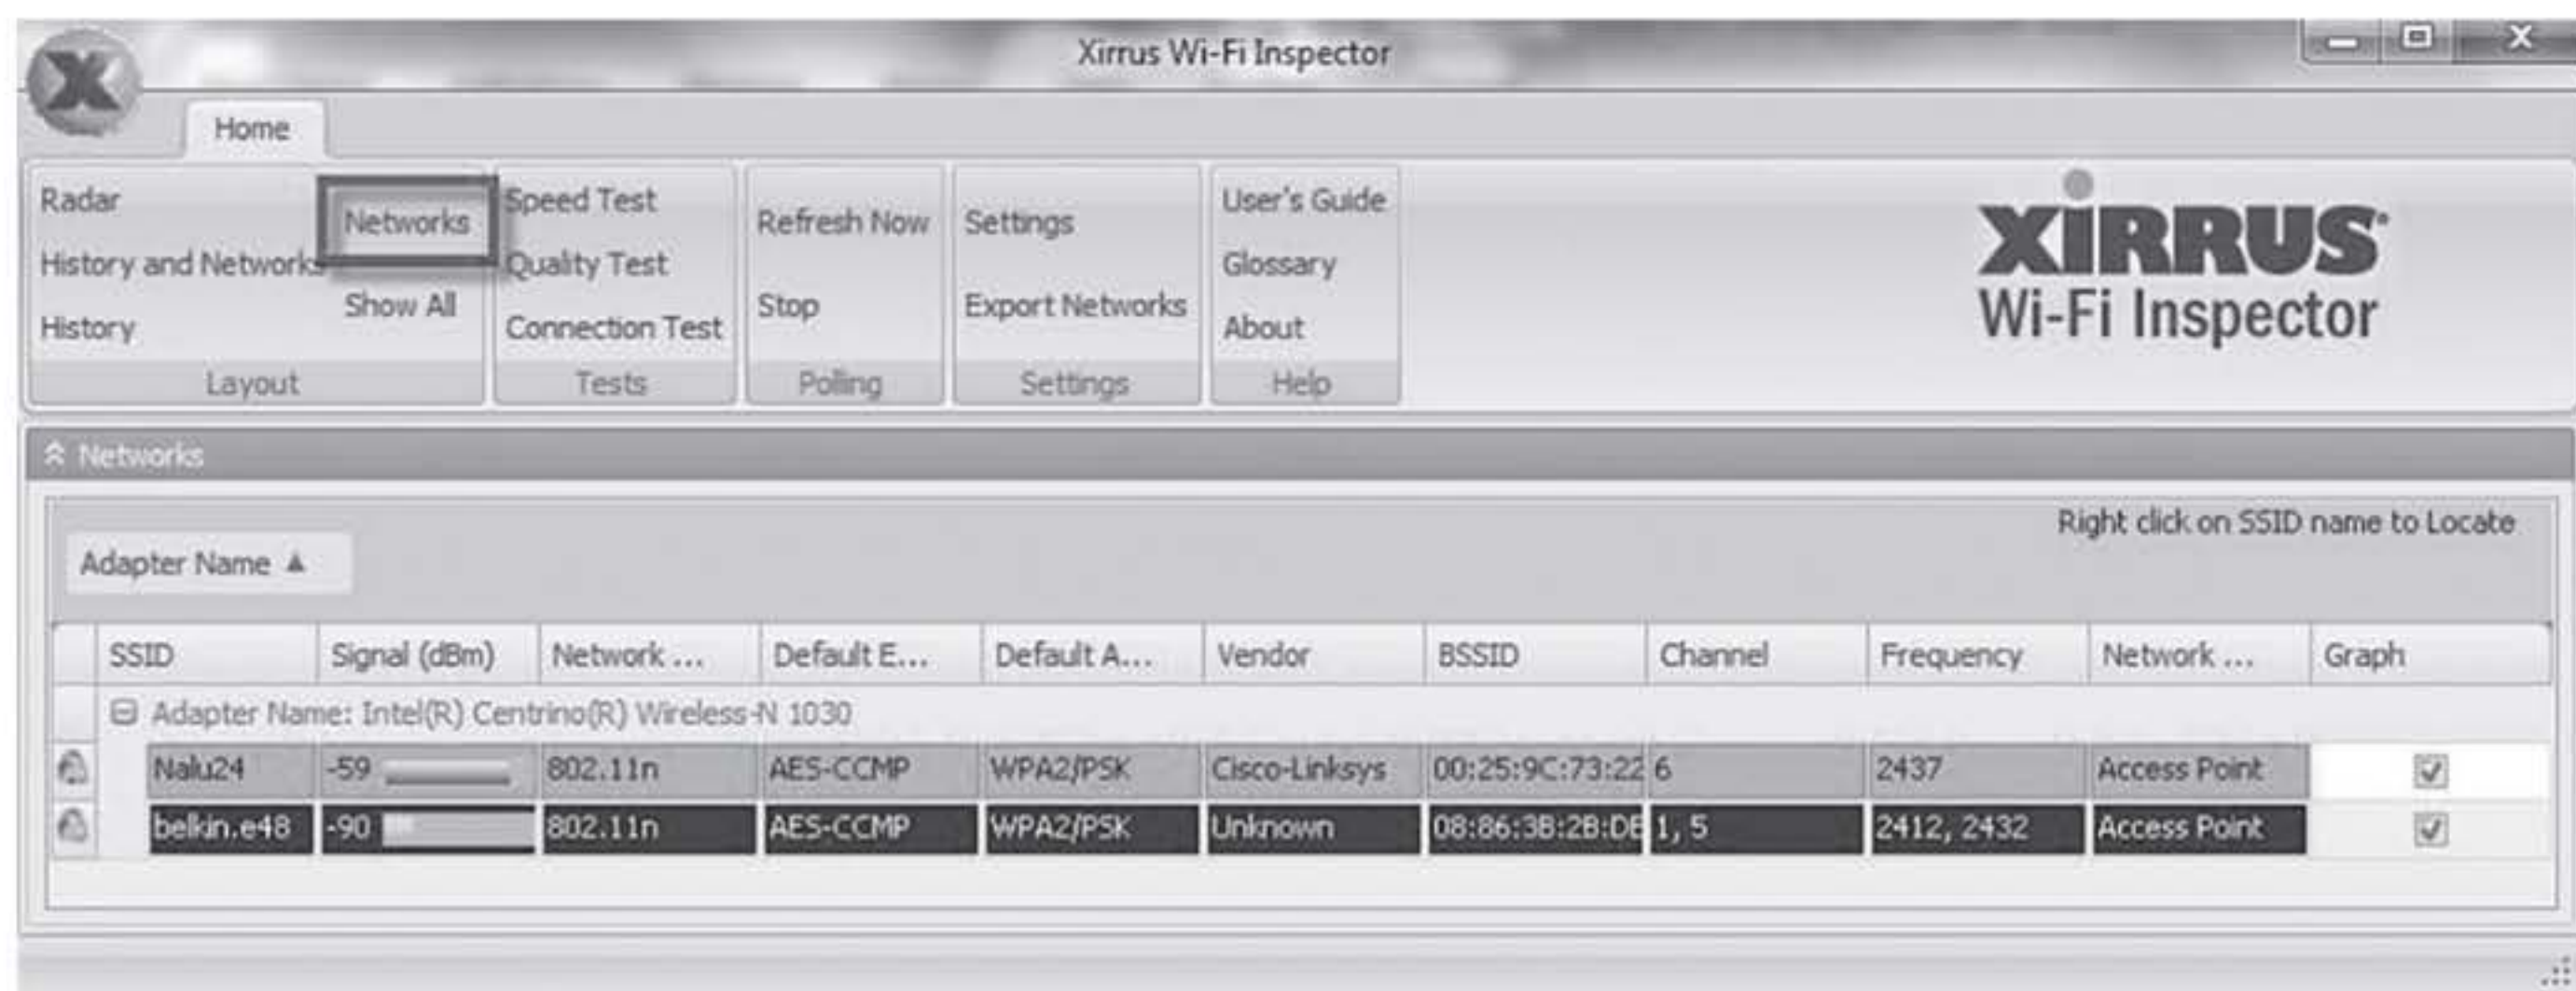 Xirrus Wi-Fi Inspector
Home
Radar
History and Networks
History
Networks
Show All
Layout
Speed Test
Quality Test
Connection Test
Tests
Refresh Now
Stop
Polling
Settings
Export Networks
Settings
User's Guide
Glossary
About
Help
XIRRUS
Wi-Fi Inspector
Networks
Right click on SSID name to Locate
Adapter Name
SSID Signal (dBm) Network ... Default E... Default A... Vendor BSSID Channel Frequency Network ... Graph
Adapter Name: Intel(R) Centrino(R) Wireless-N 1030
Nalu24 -59 802.11n AES-CCMP WPA2/PSK Cisco-Linksys 00:25:9C:73:22 6 2437 Access Point
belkin.e48 -90 802.11n AES-CCMP WPA2/PSK Unknown 08:86:3B:2B:DE 1, 5 2412, 2432 Access Point